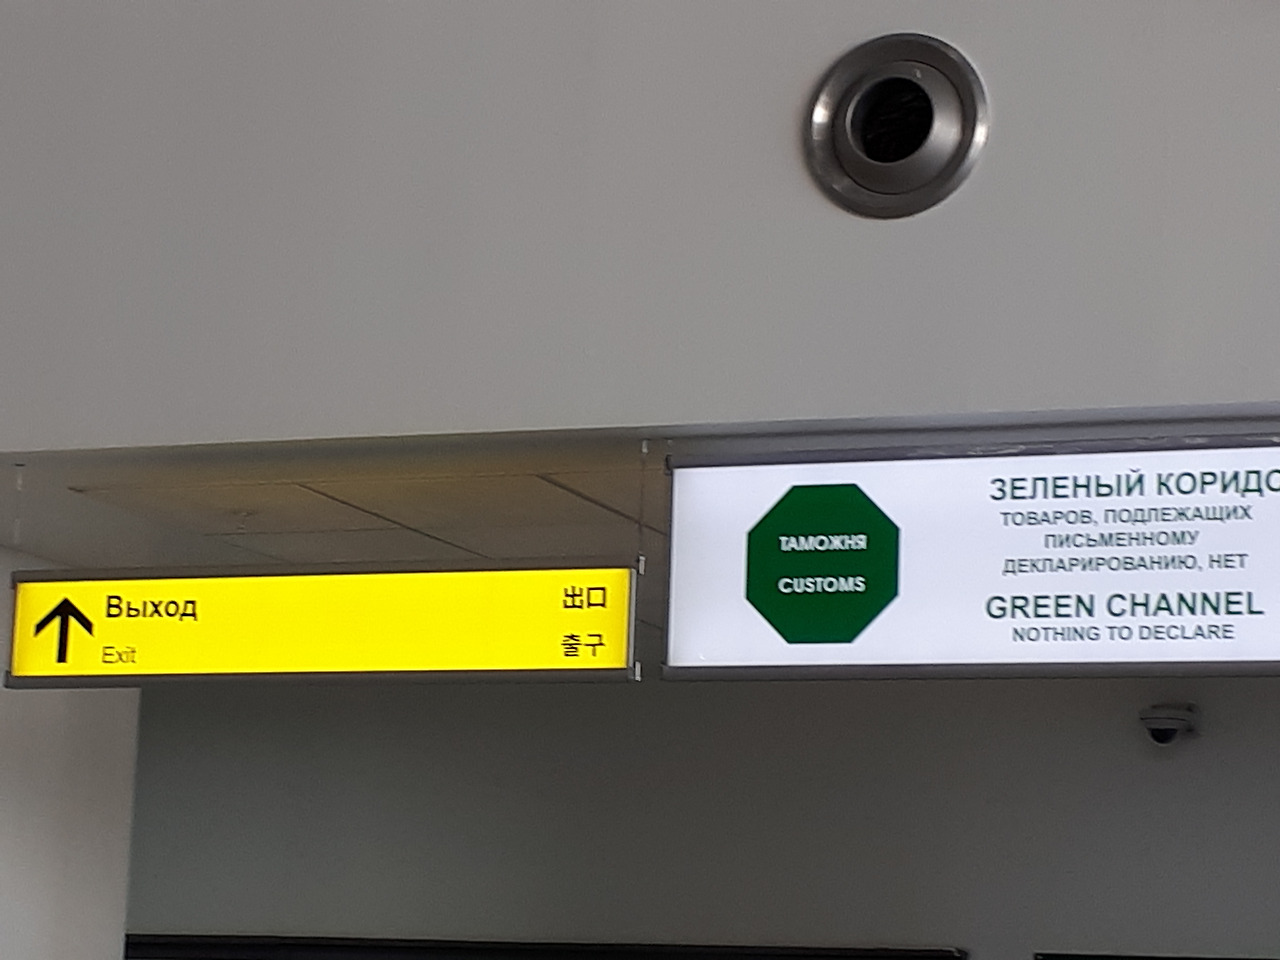 Выход
Exit
出口
출구
ТАМОЖНЯ
CUSTOMS
ЗЕЛЕНЫЙ КОРИДО
ТОВАРОВ, ПОДЛЕЖАЩИХ
ПИСЬМЕННОМУ
ДЕКЛАРИРОВАНИЮ, НЕТ
GREEN CHANNEL
NOTHING TO DECLARE